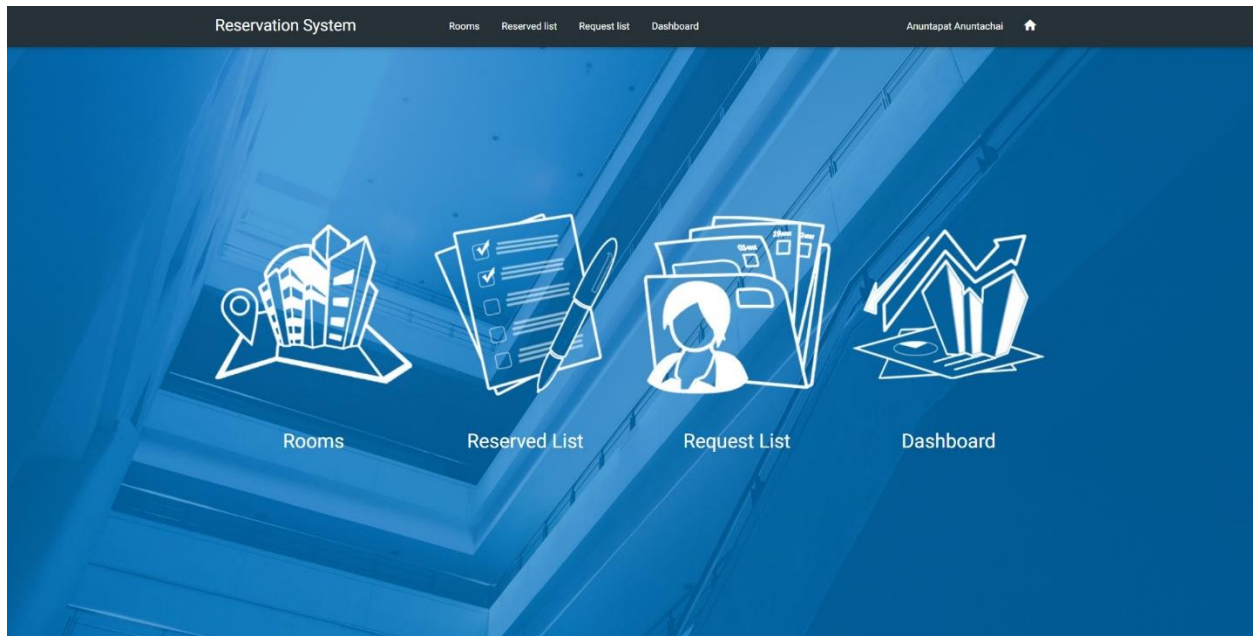 Reservation System
Rooms
Reserved list
Request list
Dashboard
Anuntapat Anuntachai
Rooms
Reserved List
Request List
Dashboard